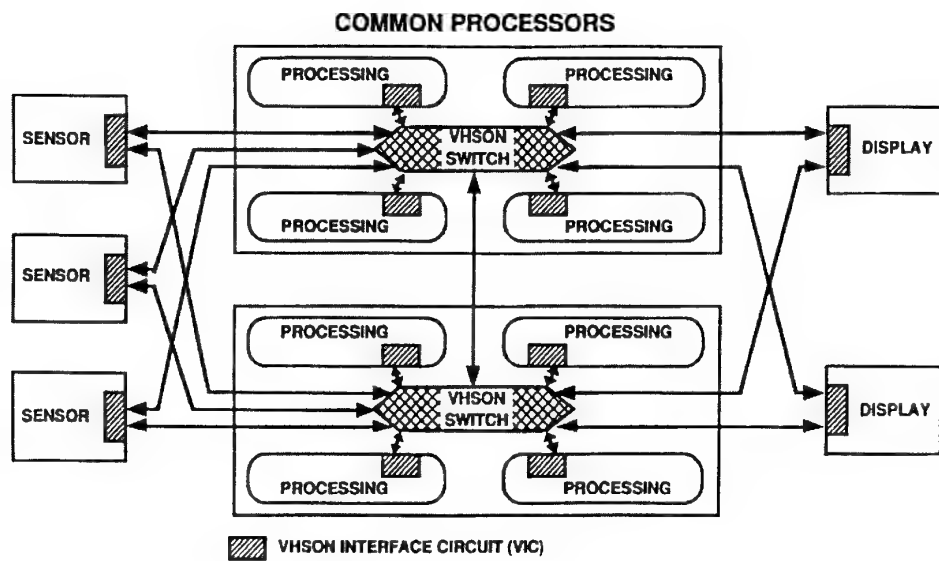 COMMON PROCESSORS
PROCESSING
PROCESSING
SENSOR
VHSON
SWITCH
DISPLAY
PROCESSING
PROCESSING
SENSOR
PROCESSING
PROCESSING
SENSOR
VHSON
SWITCH
DISPLAY
PROCESSING
PROCESSING
VHSON INTERFACE CIRCUIT (VIC)